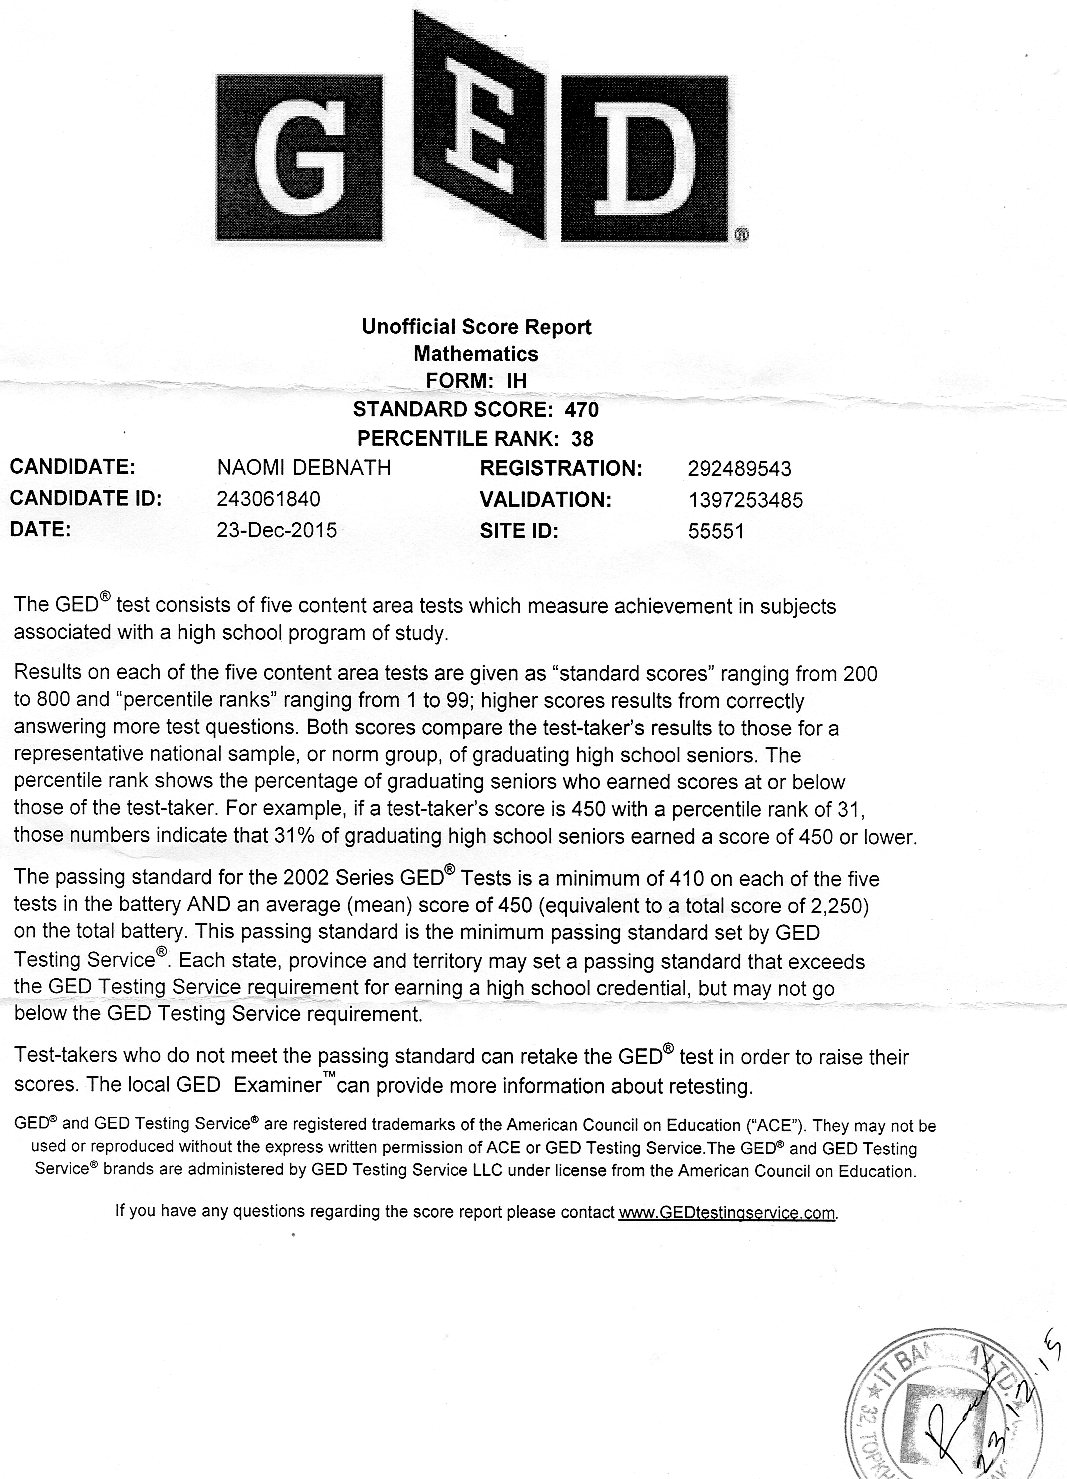 GED®
Unofficial Score Report
Mathematics
FORM: IH
STANDARD SCORE: 470
PERCENTILE RANK: 38
CANDIDATE: NAOMI DEBNATH REGISTRATION: 292489543
CANDIDATE ID: 243061840 VALIDATION: 1397253485
DATE: 23-Dec-2015 SITE ID: 55551
The GED® test consists of five content area tests which measure achievement in subjects
associated with a high school program of study.
Results on each of the five content area tests are given as “standard scores” ranging from 200
to 800 and “percentile ranks” ranging from 1 to 99; higher scores results from correctly
answering more test questions. Both scores compare the test-taker’s results to those for a
representative national sample, or norm group, of graduating high school seniors. The
percentile rank shows the percentage of graduating seniors who earned scores at or below
those of the test-taker. For example, if a test-taker’s score is 450 with a percentile rank of 31,
those numbers indicate that 31% of graduating high school seniors earned a score of 450 or lower.
The passing standard for the 2002 Series GED® Tests is a minimum of 410 on each of the five
tests in the battery AND an average (mean) score of 450 (equivalent to a total score of 2,250)
on the total battery. This passing standard is the minimum passing standard set by GED
Testing Service®. Each state, province and territory may set a passing standard that exceeds
the GED Testing Service requirement for earning a high school credential, but may not go
below the GED Testing Service requirement.
Test-takers who do not meet the passing standard can retake the GED® test in order to raise their
scores. The local GED Examiner™can provide more information about retesting.
GED® and GED Testing Service® are registered trademarks of the American Council on Education (“ACE”). They may not be
used or reproduced without the express written permission of ACE or GED Testing Service.The GED® and GED Testing
Service® brands are administered by GED Testing Service LLC under license from the American Council on Education.
If you have any questions regarding the score report please contact www.GEDtestingservice.com.
IT LTD.
32,
23.12.15